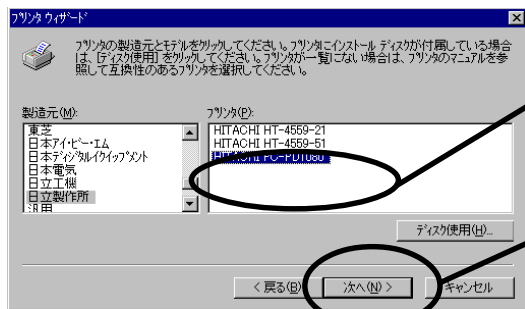 プリンタ ウィザード
プリンタの製造元とモデルをクリックしてください。プリンタにインストール ディスクが付属している場合
は、[ディスク使用] をクリックしてください。プリンタが一覧にない場合は、プリンタのマニュアルを参
照して互換性のあるプリンタを選択してください。
製造元(M):
東芝
日本アイ・ビー・エム
日本ディジタルイクイップメント
日本電気
日立工機
日立製作所
汎用
プリンタ(P):
HITACHI HT-4559-21
HITACHI HT-4559-51
HITACHI PC-PDT080
ディスク使用(H)...
< 戻る(B)
次へ(N) >
キャンセル